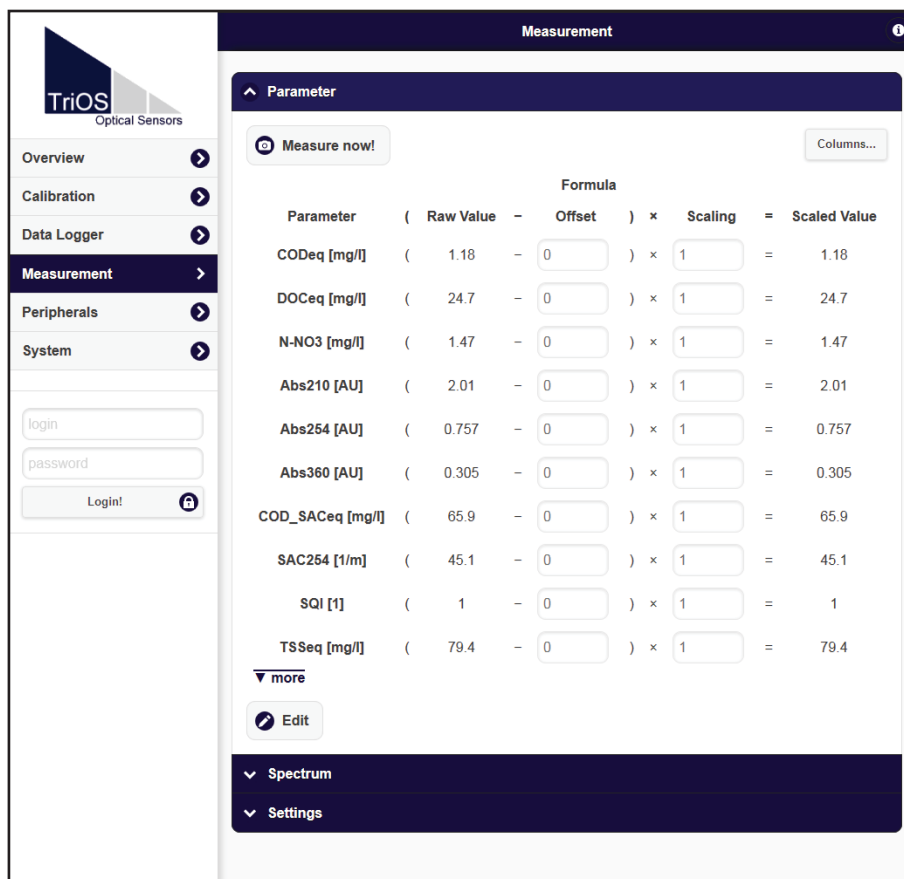 Measurement
TriOS
Optical Sensors
Overview
Calibration
Data Logger
Measurement
Peripherals
System
login
password
Login!
Parameter
Measure now!
Columns...
Formula
Parameter ( Raw Value − Offset ) × Scaling = Scaled Value
CODeq [mg/l] ( 1.18 − 0 ) × 1 = 1.18
DOCeq [mg/l] ( 24.7 − 0 ) × 1 = 24.7
N-NO3 [mg/l] ( 1.47 − 0 ) × 1 = 1.47
Abs210 [AU] ( 2.01 − 0 ) × 1 = 2.01
Abs254 [AU] ( 0.757 − 0 ) × 1 = 0.757
Abs360 [AU] ( 0.305 − 0 ) × 1 = 0.305
COD_SACeq [mg/l] ( 65.9 − 0 ) × 1 = 65.9
SAC254 [1/m] ( 45.1 − 0 ) × 1 = 45.1
SQI [1] ( 1 − 0 ) × 1 = 1
TSSeq [mg/l] ( 79.4 − 0 ) × 1 = 79.4
▼ more
Edit
Spectrum
Settings